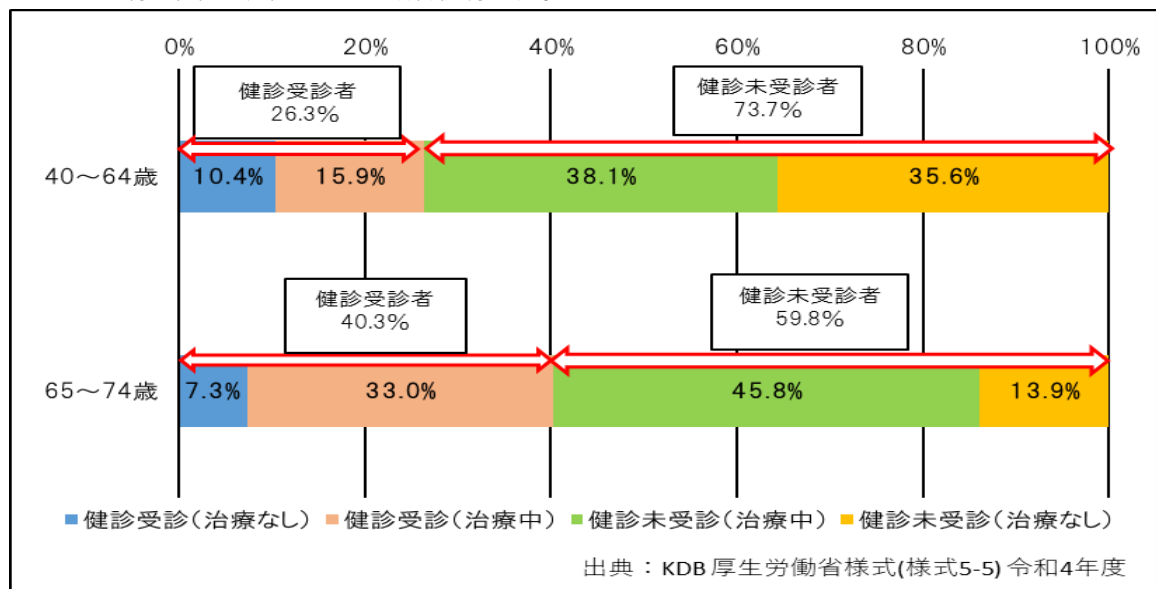 0% 20% 40% 60% 80% 100%
健診受診者
26.3%
健診未受診者
73.7%
40～64歳 10.4% 15.9% 38.1% 35.6%
健診受診者
40.3%
健診未受診者
59.8%
65～74歳 7.3% 33.0% 45.8% 13.9%
健診受診(治療なし) 健診受診(治療中) 健診未受診(治療中) 健診未受診(治療なし)
出典：KDB 厚生労働省様式(様式5-5) 令和4年度